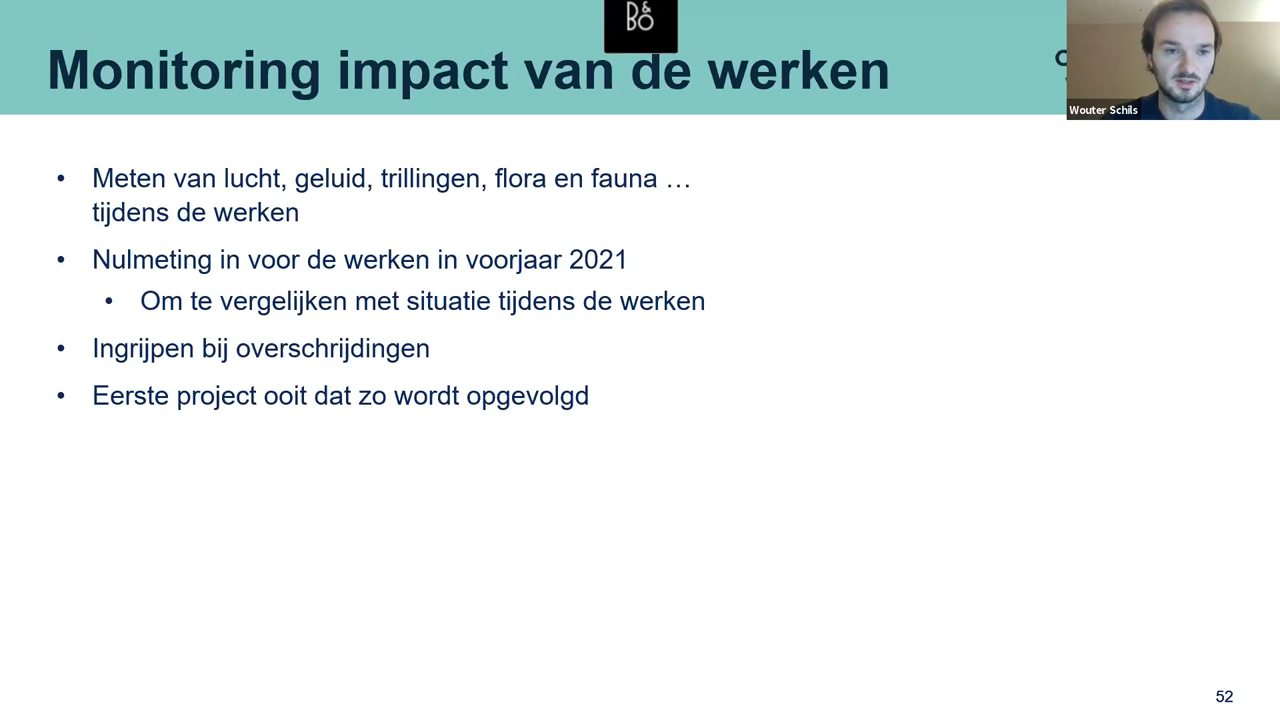 D&
BO
Monitoring impact van de werken
Wouter Schils
• Meten van lucht, geluid, trillingen, flora en fauna …
tijdens de werken
• Nulmeting in voor de werken in voorjaar 2021
• Om te vergelijken met situatie tijdens de werken
• Ingrijpen bij overschrijdingen
• Eerste project ooit dat zo wordt opgevolgd
52